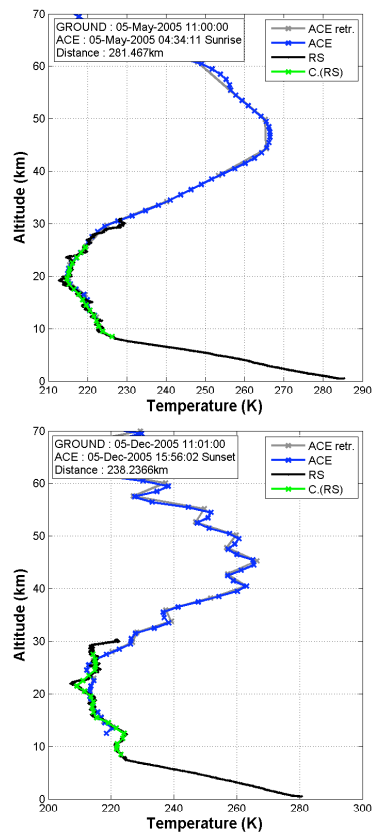 GROUND : 05-May-2005 11:00:00
ACE : 05-May-2005 04:34:11 Sunrise
Distance : 281.467km
ACE retr.
ACE
RS
C.(RS)
Altitude (km)
70
60
50
40
30
20
10
0
210 220 230 240 250 260 270 280 290
Temperature (K)
GROUND : 05-Dec-2005 11:01:00
ACE : 05-Dec-2005 15:56:02 Sunset
Distance : 238.2366km
ACE retr.
ACE
RS
C.(RS)
Altitude (km)
70
60
50
40
30
20
10
0
200 220 240 260 280 300
Temperature (K)